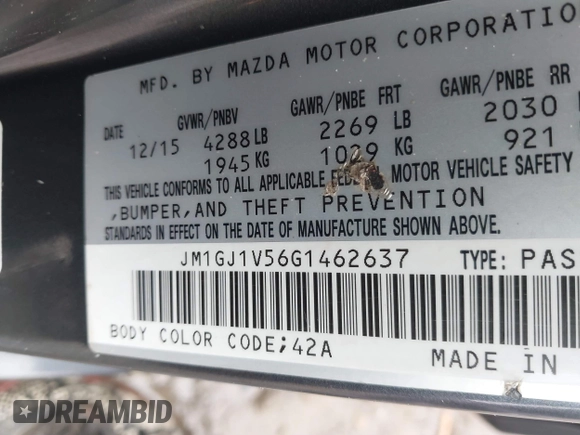 MFD. BY MAZDA MOTOR CORPORATIO
DATE GVWR/PNBV GAWR/PNBE FRT GAWR/PNBE RR
12/15 4288 LB 2269 LB 2030
1945 KG 1029 KG 921
THIS VEHICLE CONFORMS TO ALL APPLICABLE FEDERAL MOTOR VEHICLE SAFETY
,BUMPER,AND THEFT PREVENTION
STANDARDS IN EFFECT ON THE DATE OF MANUFACTURE SHOWN ABOVE.
JM1GJ1V56G1462637 TYPE: PAS
BODY COLOR CODE;42A
MADE IN
DREAMBID